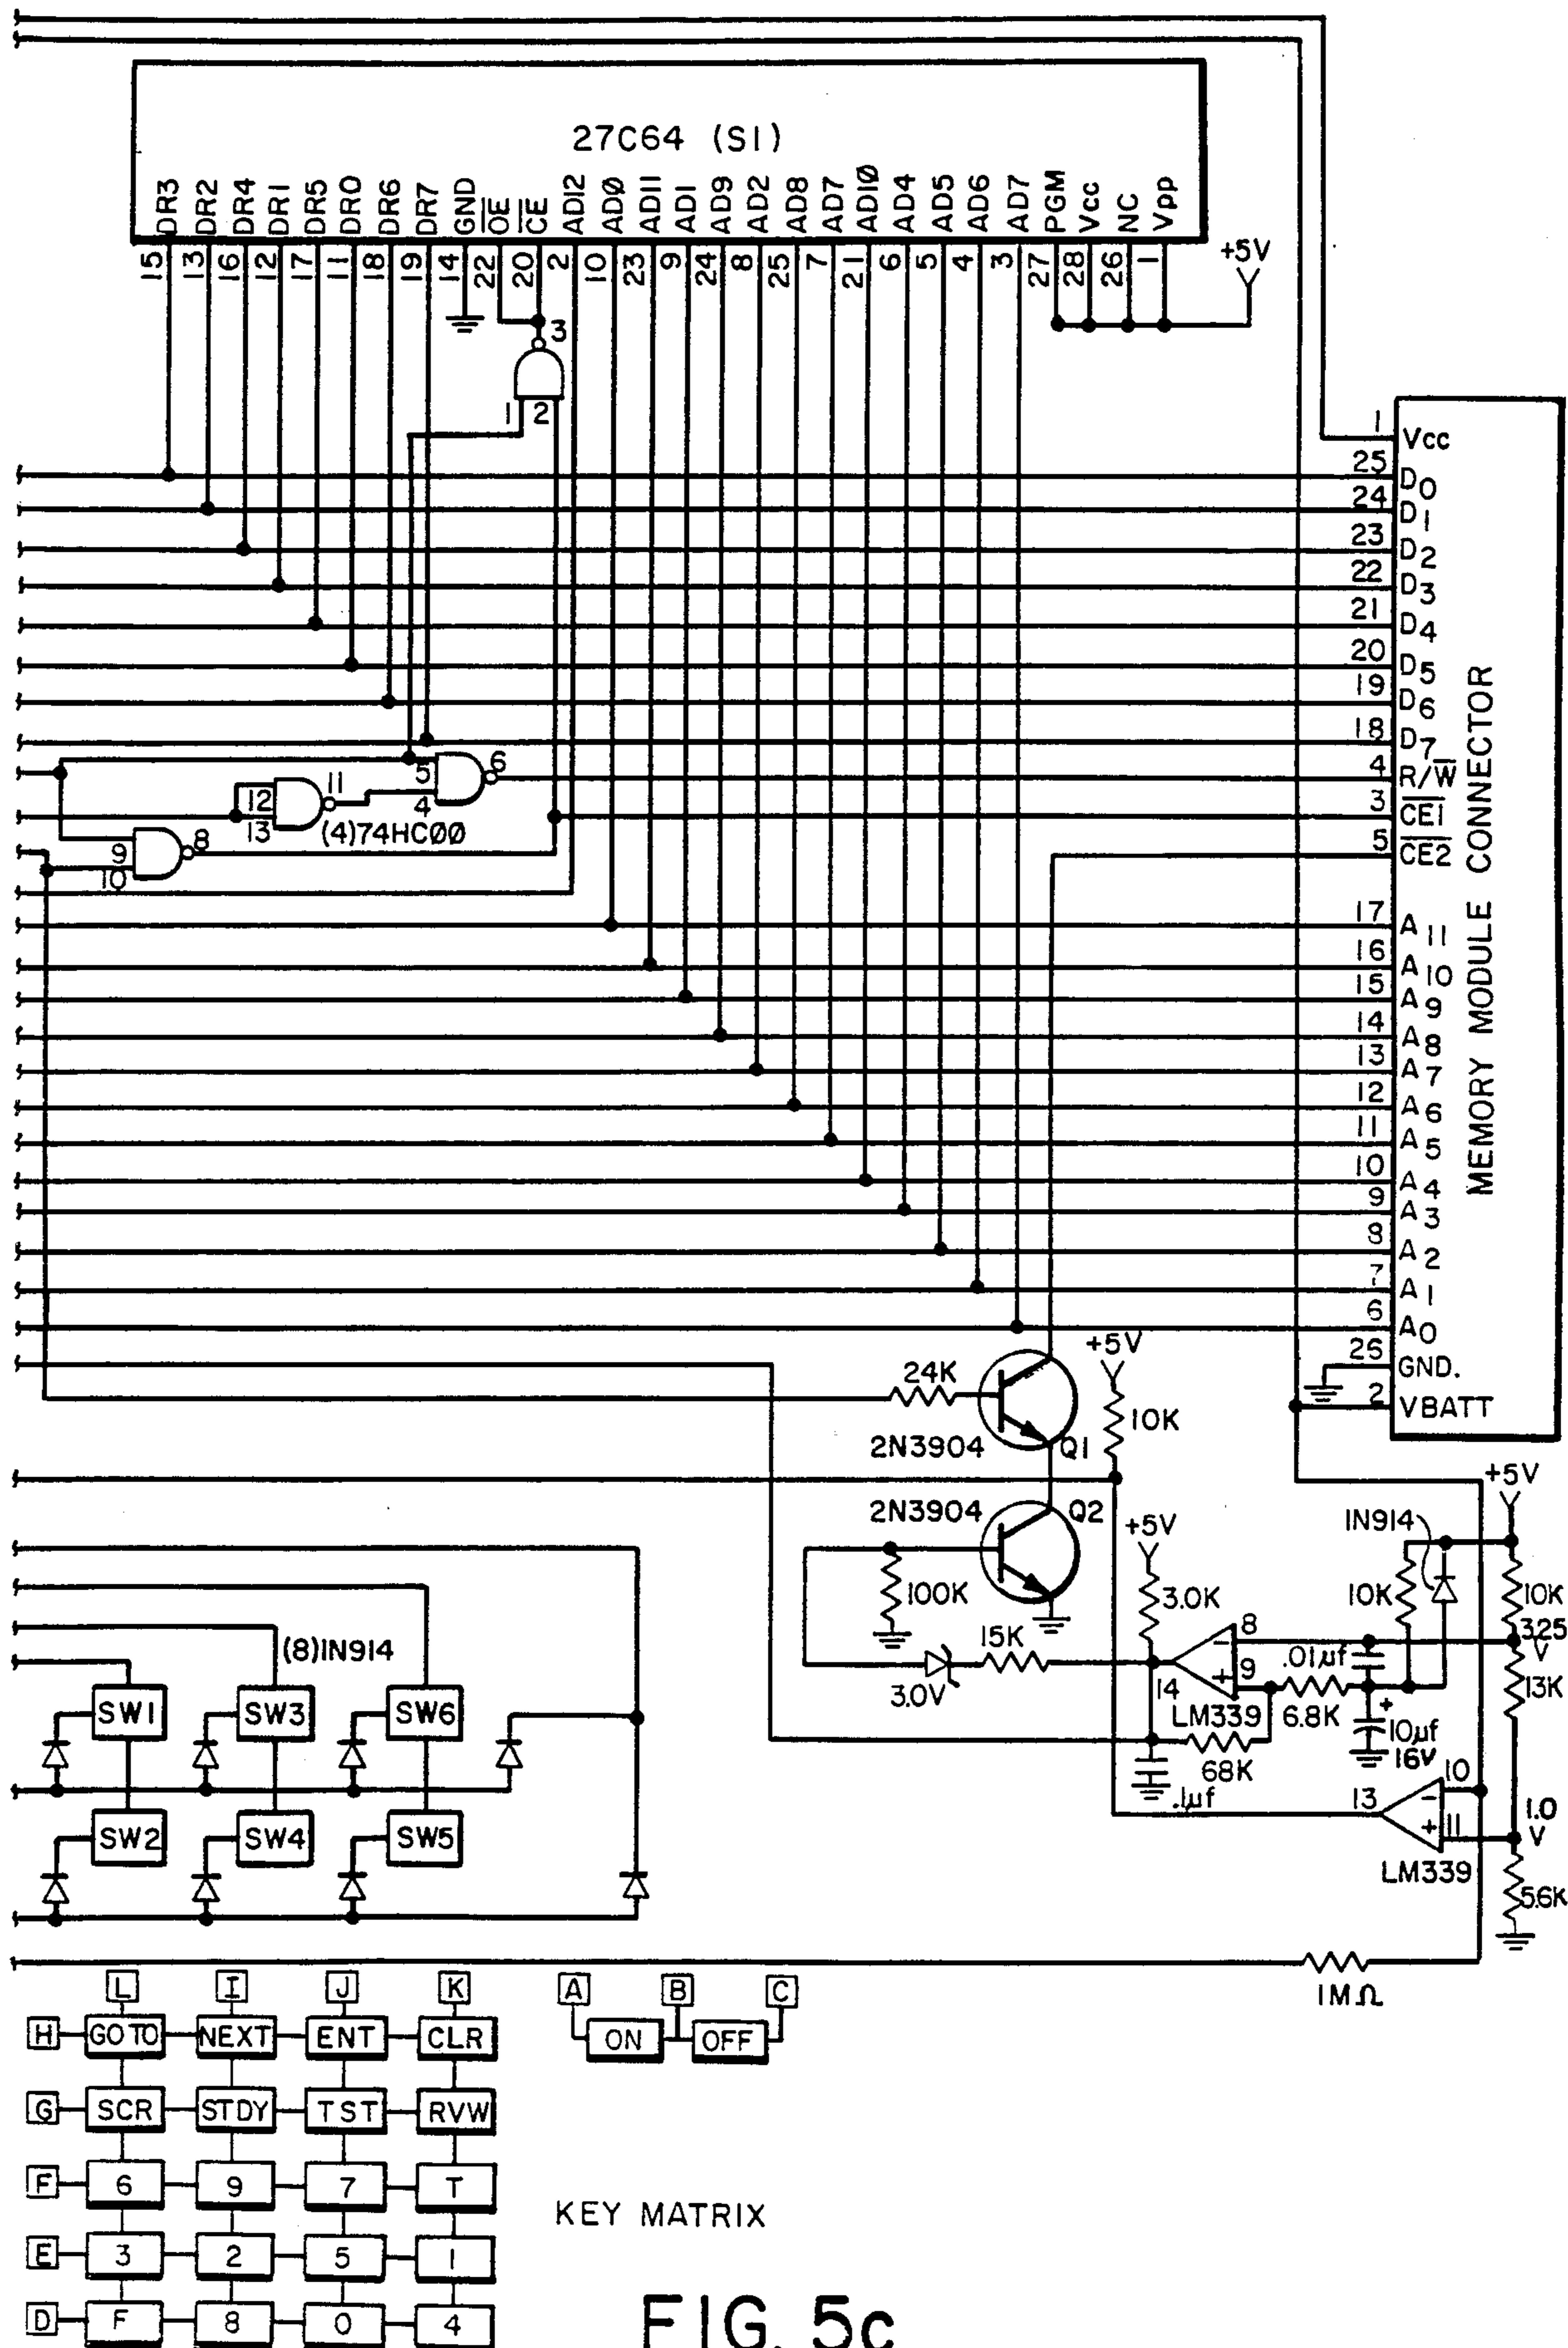 27C64 (S1)
DR3 DR2 DR4 DR1 DR5 DR0 DR6 DR7 GND OE CE AD12 AD0 AD11 AD1 AD9 AD2 AD8 AD7 AD1Ø AD4 AD5 AD6 AD7 PGM Vcc NC Vpp
15 13 16 12 17 11 18 19 14 22 20 2 10 23 9 24 8 25 7 21 6 5 4 3 27 28 26 1
+5V
3
1 2
1 Vcc
25 D0
24 D1
23 D2
22 D3
21 D4
20 D5
19 D6
18 D7
4 R/W
3 CE1
5 CE2
17 A11
16 A10
15 A9
14 A8
13 A7
12 A6
11 A5
10 A4
9 A3
8 A2
7 A1
6 A0
26 GND.
2 VBATT
MEMORY MODULE CONNECTOR
5 6
4
12 11
13
(4)74HCØØ
9 8
10
24K
+5V
10K
2N3904 Q1
2N3904 Q2
+5V
+5V
IN914
100K
3.0K
10K
10K
15K
8
3.25
V
3.0V
14
9
.01µf
13K
LM339
6.8K
+
10µf
16V
68K
.1µf
13
10
11
1.0
V
LM339
5.6K
(8)IN914
SW1 SW3 SW6
SW2 SW4 SW5
1MΩ
L I J K A B C
H GO TO NEXT ENT CLR ON OFF
G SCR STDY TST RVW
F 6 9 7 T
KEY MATRIX
E 3 2 5 1
D F 8 0 4
FIG. 5c